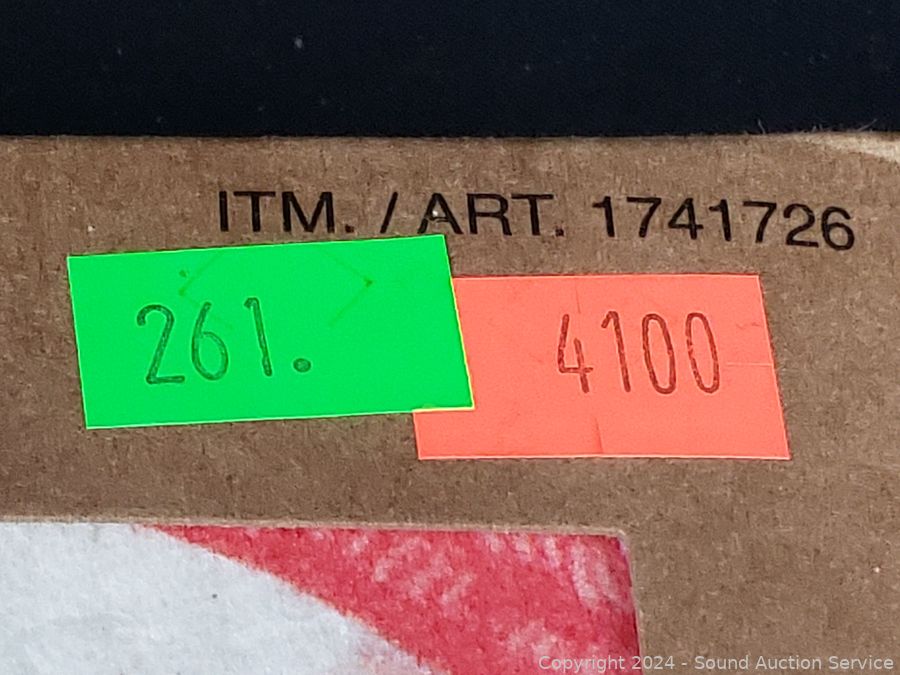 ITM. / ART. 1741726
261.
4100
Copyright 2024 - Sound Auction Service